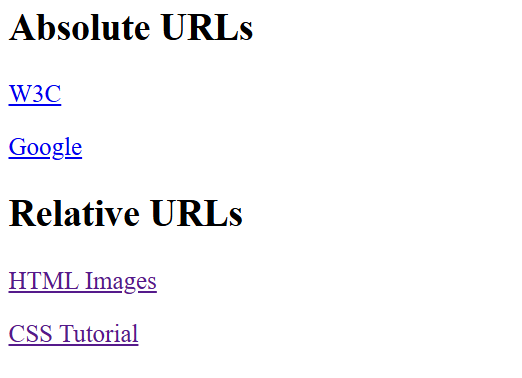 Absolute URLs
W3C
Google
Relative URLs
HTML Images
CSS Tutorial